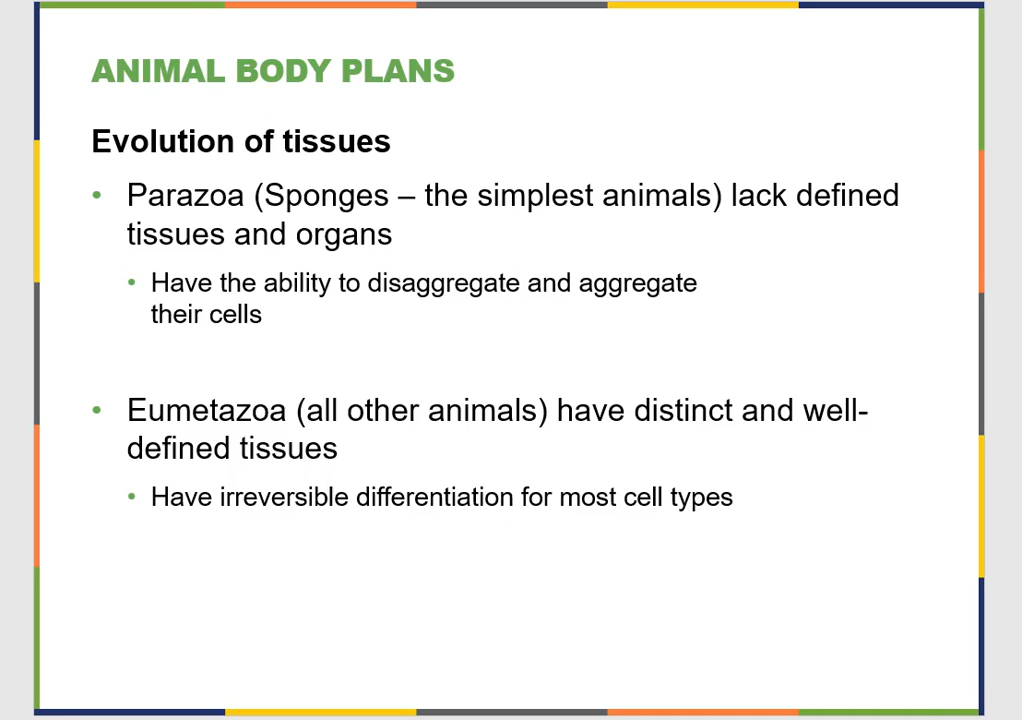 ANIMAL BODY PLANS
Evolution of tissues
• Parazoa (Sponges – the simplest animals) lack defined
tissues and organs
• Have the ability to disaggregate and aggregate
their cells
• Eumetazoa (all other animals) have distinct and well-
defined tissues
• Have irreversible differentiation for most cell types